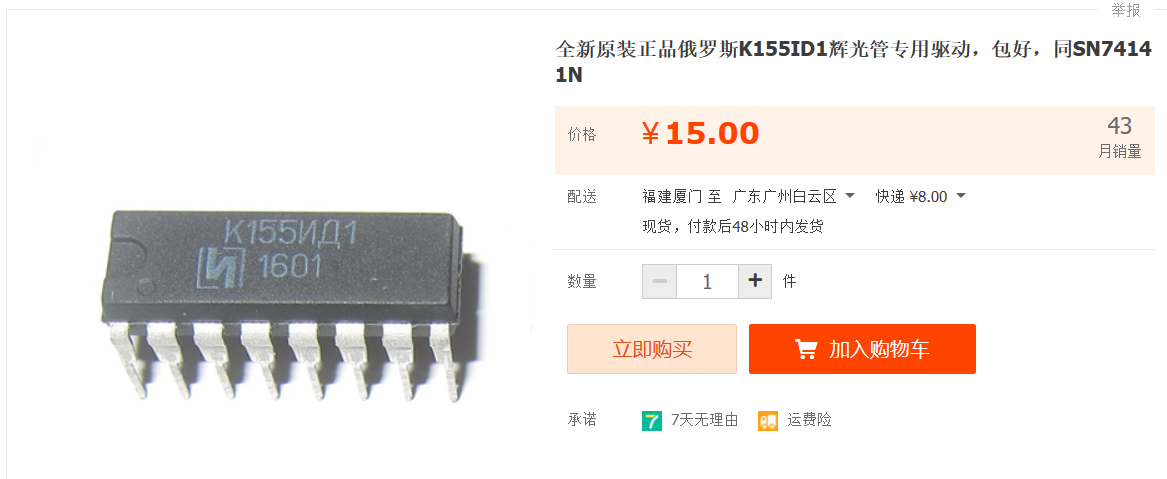 举报
全新原装正品俄罗斯K155ID1辉光管专用驱动，包好，同SN7414
1N
价格
¥15.00
43
月销量
配送
福建厦门 至 广东广州白云区
快递 ¥8.00
现货，付款后48小时内发货
数量
1
件
立即购买
加入购物车
承诺
7
7天无理由
运费险
К155ИД1
1601